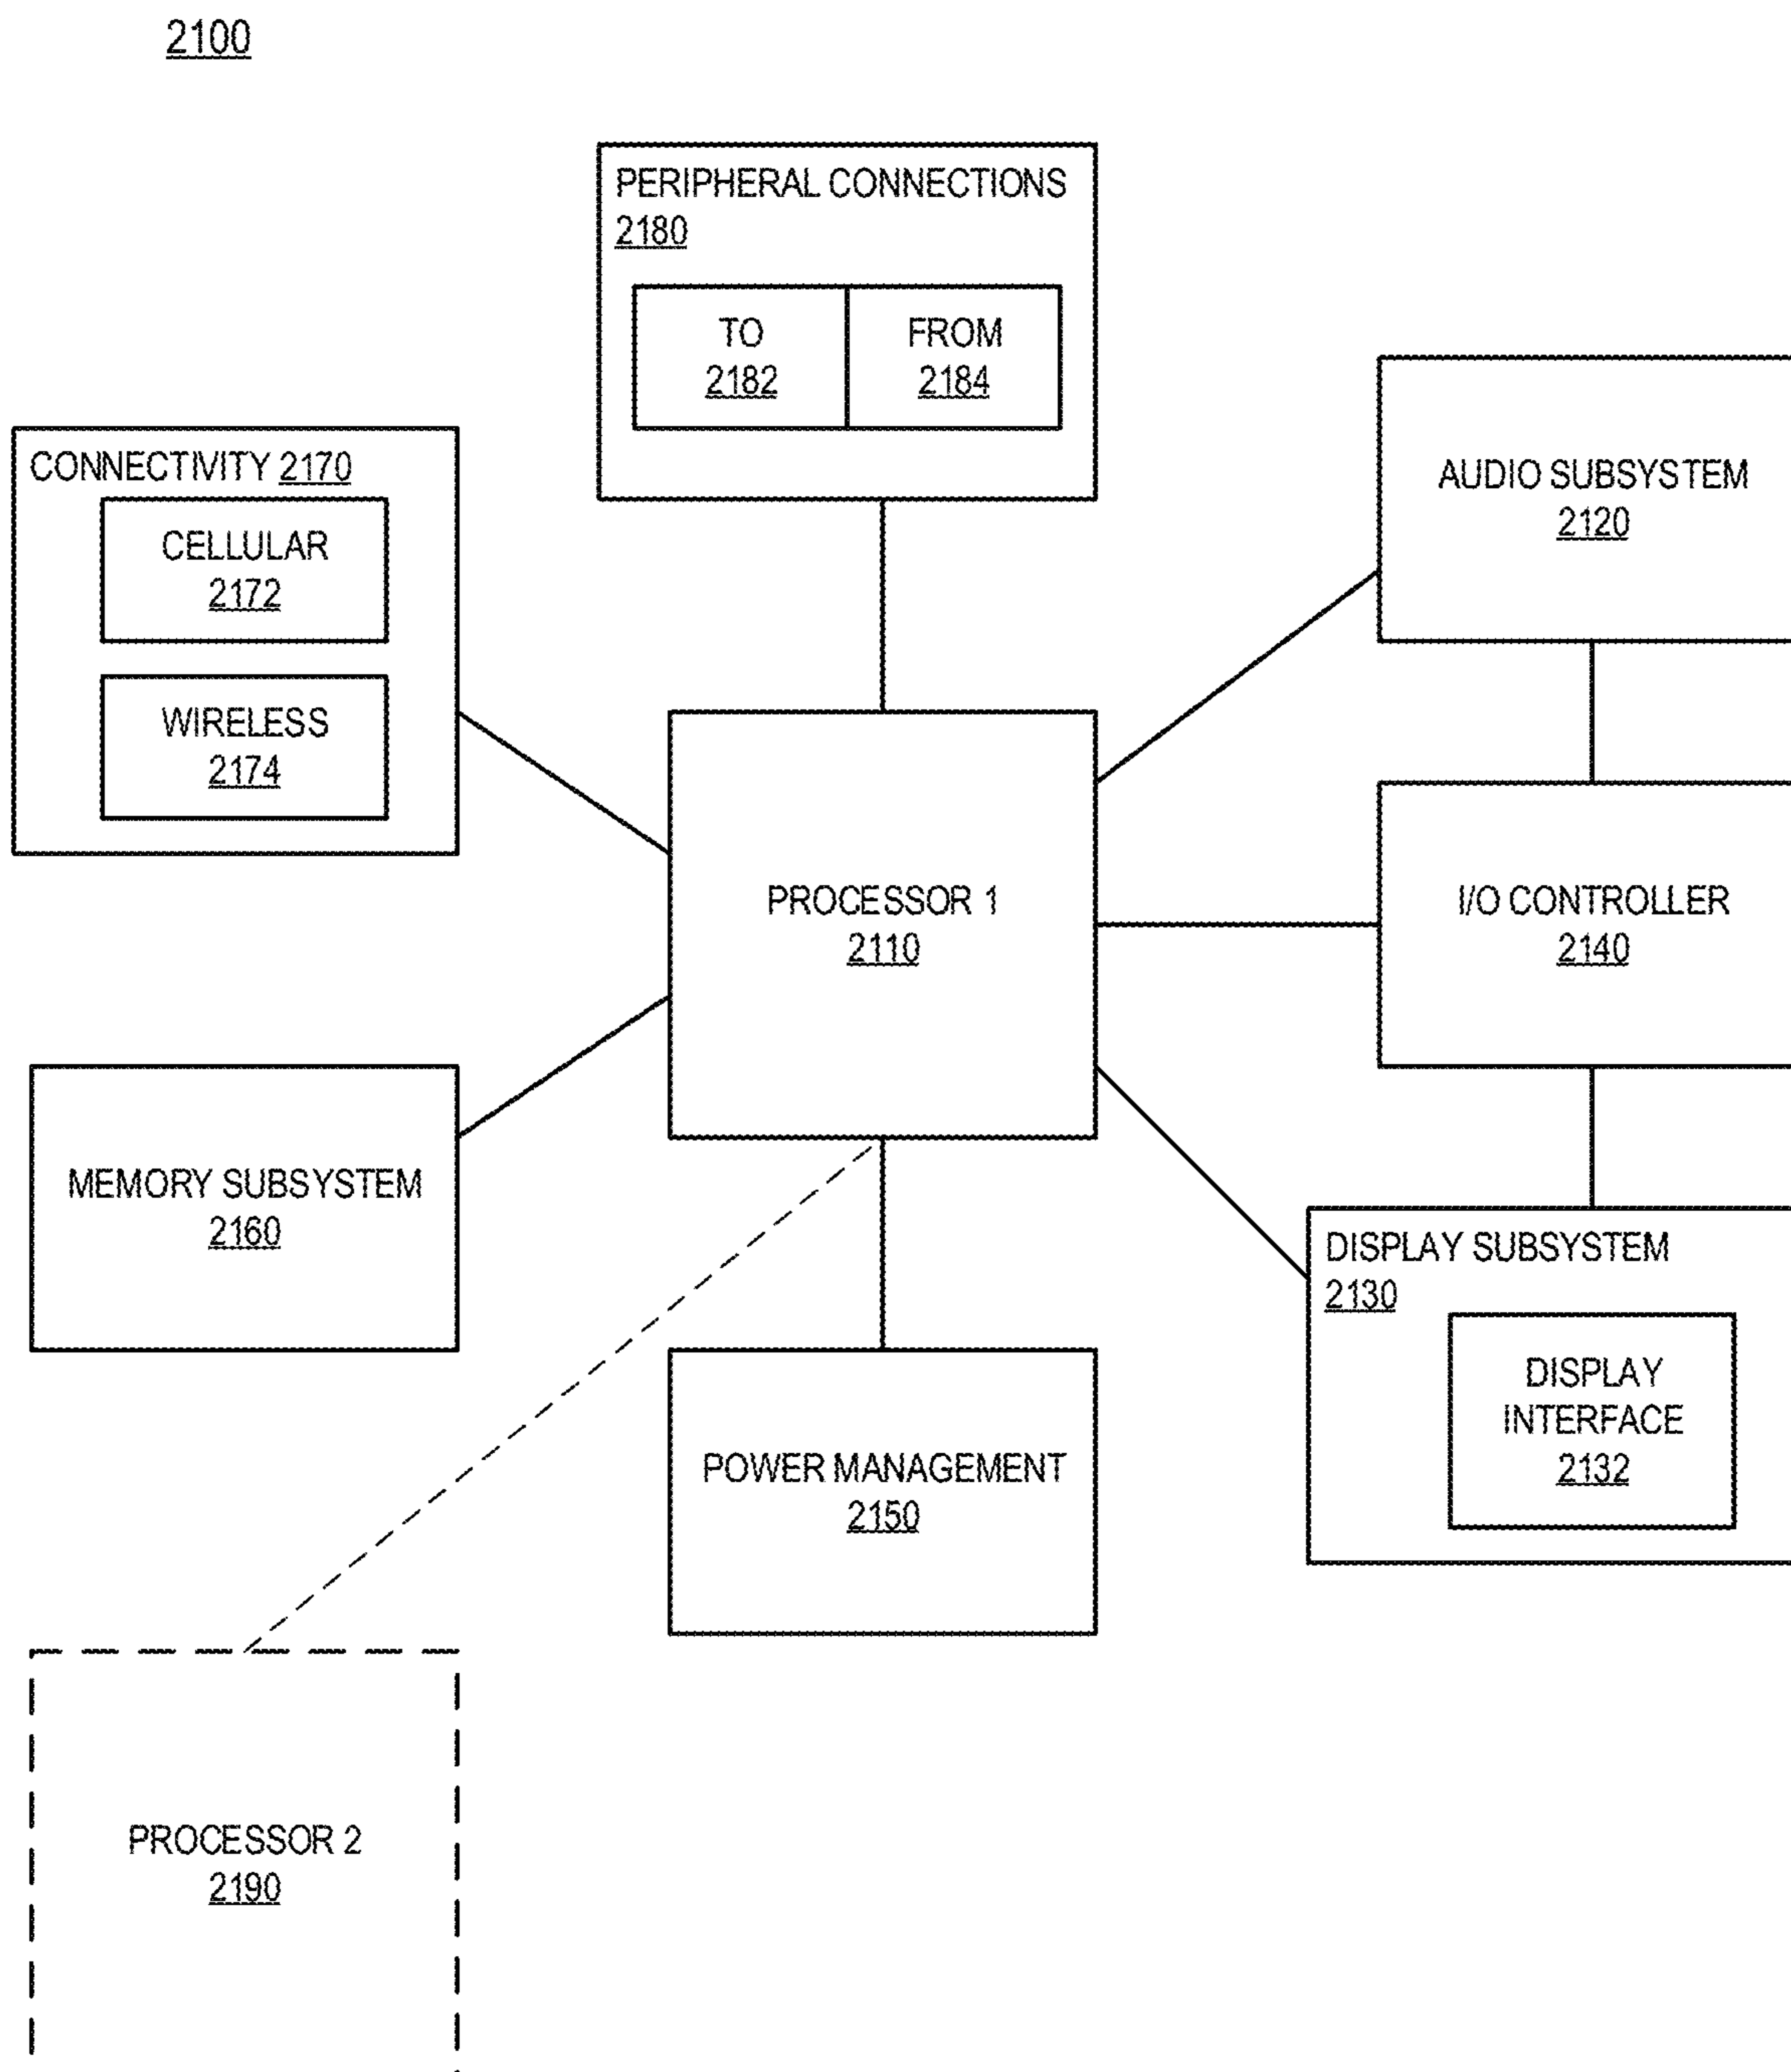 2100
PERIPHERAL CONNECTIONS
2180
TO
2182
FROM
2184
AUDIO SUBSYSTEM
2120
CONNECTIVITY 2170
CELLULAR
2172
WIRELESS
2174
PROCESSOR 1
2110
I/O CONTROLLER
2140
MEMORY SUBSYSTEM
2160
DISPLAY SUBSYSTEM
2130
DISPLAY
INTERFACE
2132
POWER MANAGEMENT
2150
PROCESSOR 2
2190